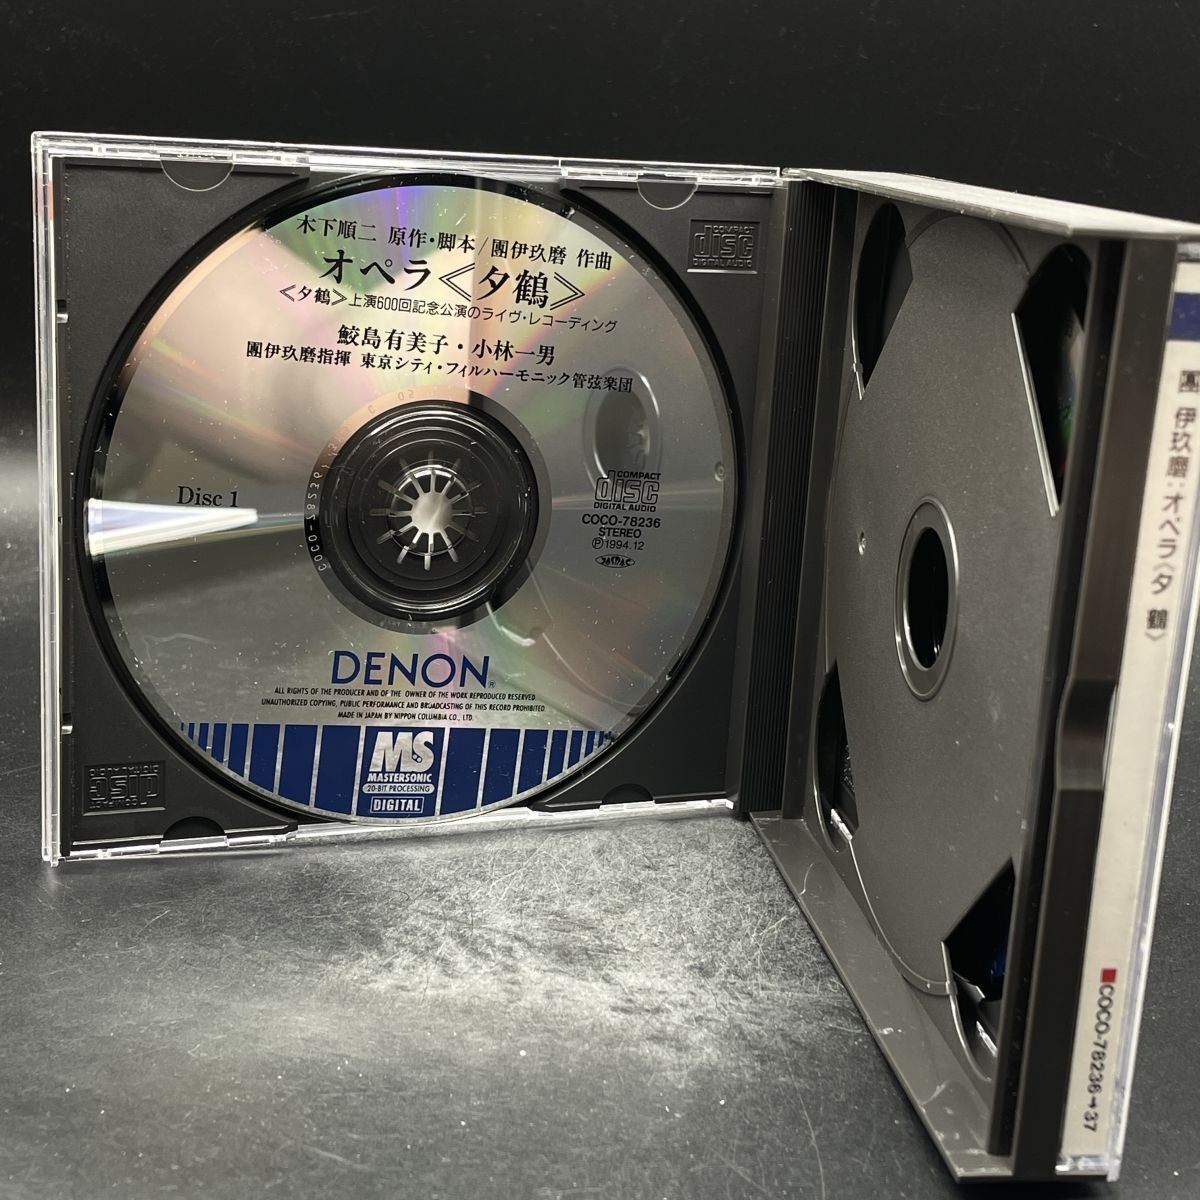 木下順二 原作・脚本/團伊玖磨 作曲
オペラ《夕鶴》
《夕鶴》上演600回記念公演のライヴ・レコーディング
鮫島有美子・小林一男
團伊玖磨指揮 東京シティ・フィルハーモニック管弦楽団
Disc 1
COMPACT
disc
DIGITAL AUDIO
COCO-78236
STEREO
Ⓟ1994.12
DENON®
ALL RIGHTS OF THE PRODUCER AND OF THE OWNER OF THE WORK REPRODUCED RESERVED
UNAUTHORIZED COPYING, PUBLIC PERFORMANCE AND BROADCASTING OF THIS RECORD PROHIBITED
MADE IN JAPAN BY NIPPON COLUMBIA CO., LTD.
MS
MASTERSONIC
20-BIT PROCESSING
DIGITAL
COMPACT
disc
DIGITAL AUDIO
COMPACT
disc
DIGITAL AUDIO
團 伊玖磨:オペラ《夕鶴》
■COCO-78236→37